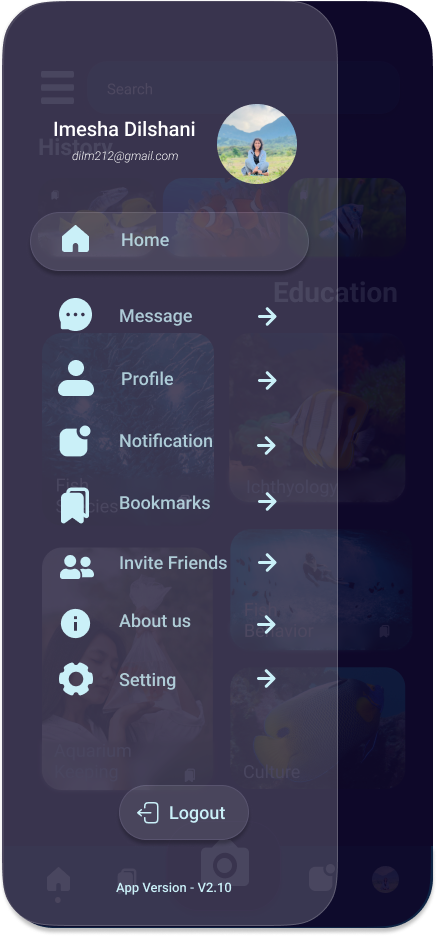 Search
Imesha Dilshani
History
dilm212@gmail.com
Home
Education
Message
Profile
Notification
Fish
Species
Ichthyology
Bookmarks
Invite Friends
Fish
Behavior
About us
Setting
Aquarium
Keeping
Culture
Logout
App Version - V2.10